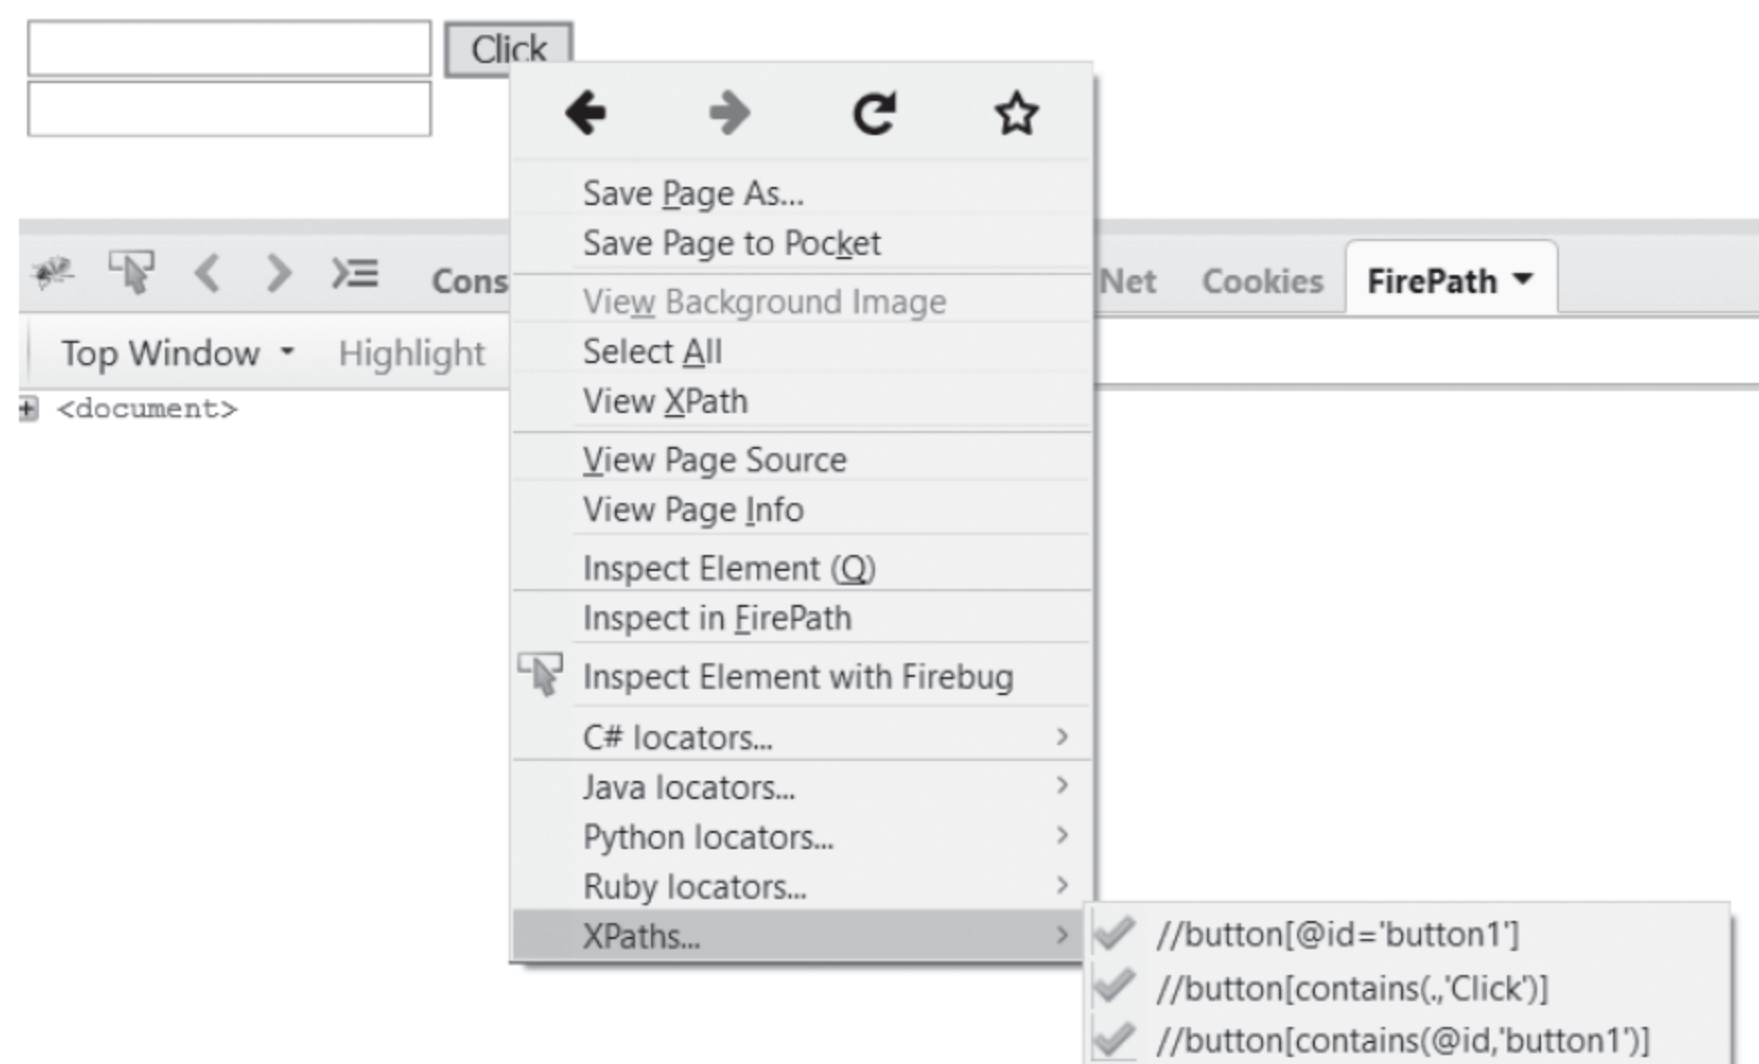 Click
Save Page As...
Save Page to Pocket
Cons
Net
Cookies
FirePath
View Background Image
Top Window
Highlight
Select All
<document>
View XPath
View Page Source
View Page Info
Inspect Element (Q)
Inspect in FirePath
Inspect Element with Firebug
C# locators...
Java locators...
Python locators...
Ruby locators...
XPaths...
//button[@id='button1']
//button[contains(.,'Click')]
//button[contains(@id,'button1')]